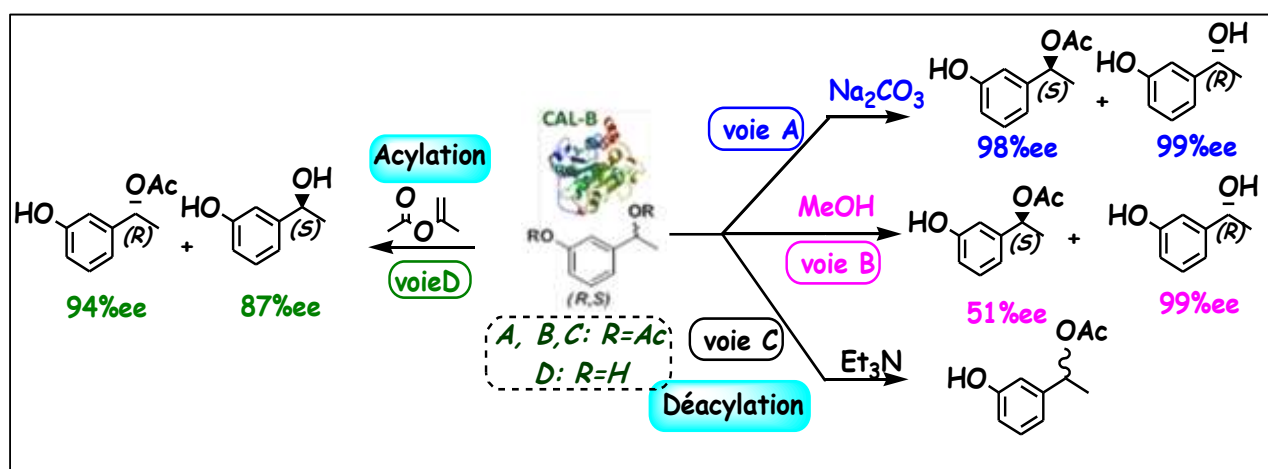 Acylation
O
O
voieD
OAc
HO
(R)
+
OH
HO
(S)
94%ee
87%ee
CAL-B
OR
RO
(R,S)
A, B,C: R=Ac
D: R=H
Déacylation
Na2CO3
voie A
OAc
HO
(S)
+
OH
HO
(R)
98%ee
99%ee
MeOH
voie B
OAc
HO
(S)
+
OH
HO
(R)
51%ee
99%ee
voie C
Et3N
OAc
HO